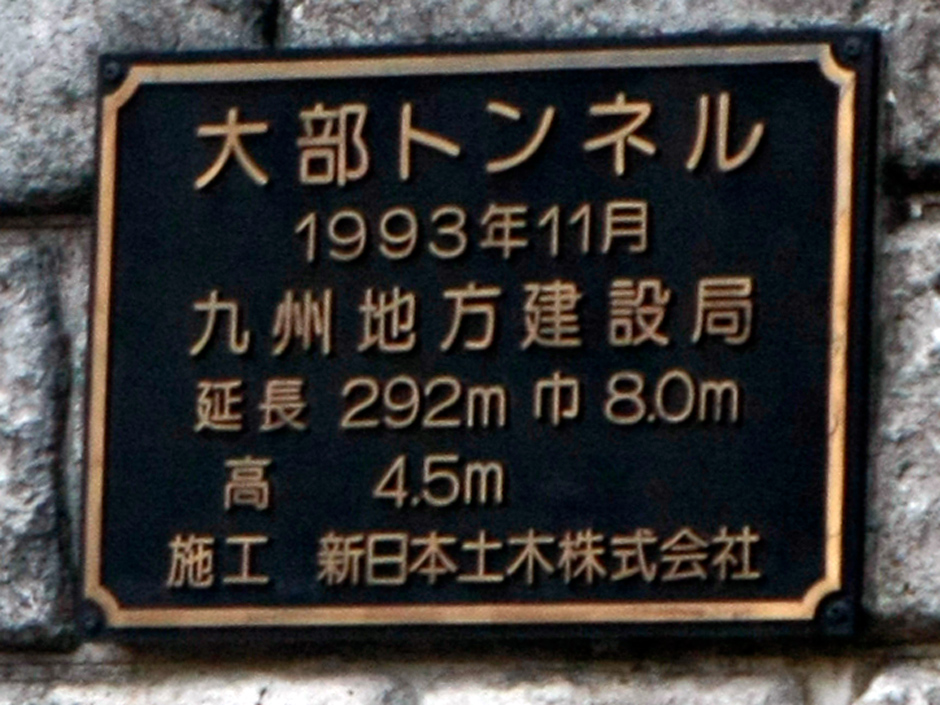 大部トンネル
1993年11月
九州地方建設局
延長 292m 巾 8.0m
高 4.5m
施工 新日本土木株式会社